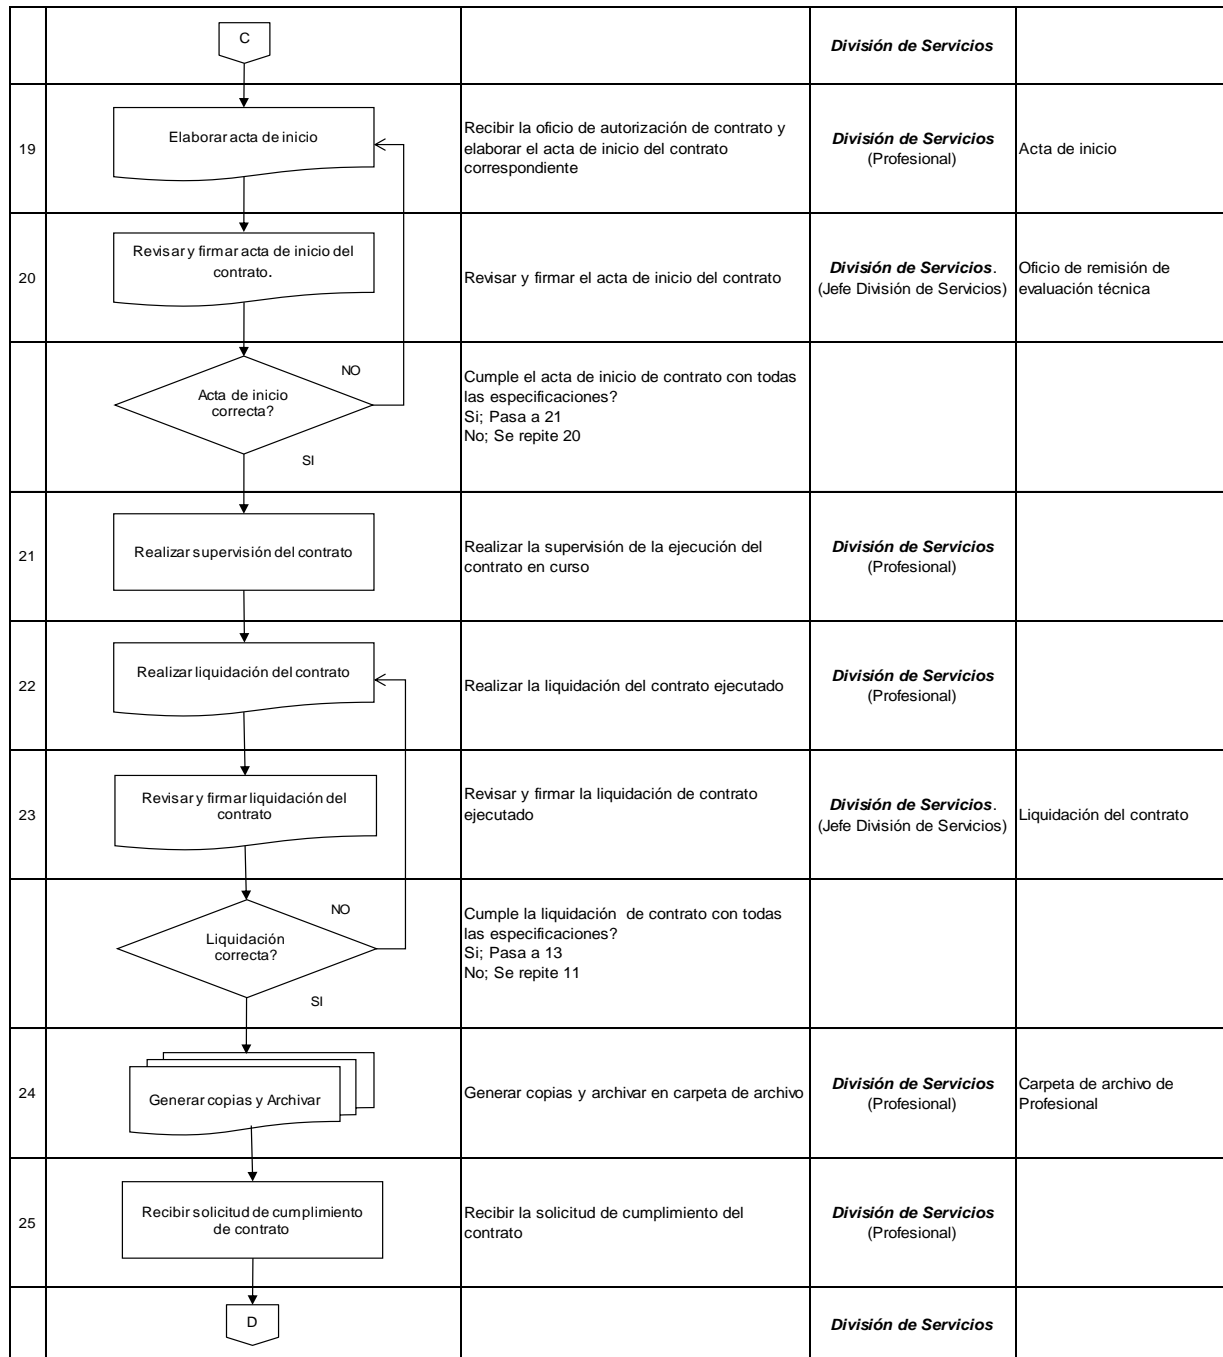 C
División de Servicios
19
Elaborar acta de inicio
Recibir la oficio de autorización de contrato y
elaborar el acta de inicio del contrato
correspondiente
División de Servicios
(Profesional)
Acta de inicio
20
Revisar y firmar acta de inicio del
contrato.
Revisar y firmar el acta de inicio del contrato
División de Servicios.
(Jefe División de Servicios)
Oficio de remisión de
evaluación técnica
Acta de inicio
correcta?
NO
SI
Cumple el acta de inicio de contrato con todas
las especificaciones?
Si; Pasa a 21
No; Se repite 20
21
Realizar supervisión del contrato
Realizar la supervisión de la ejecución del
contrato en curso
División de Servicios
(Profesional)
22
Realizar liquidación del contrato
Realizar la liquidación del contrato ejecutado
División de Servicios
(Profesional)
23
Revisar y firmar liquidación del
contrato
Revisar y firmar la liquidación de contrato
ejecutado
División de Servicios.
(Jefe División de Servicios)
Liquidación del contrato
Liquidación
correcta?
NO
SI
Cumple la liquidación  de contrato con todas
las especificaciones?
Si; Pasa a 13
No; Se repite 11
24
Generar copias y Archivar
Generar copias y archivar en carpeta de archivo
División de Servicios
(Profesional)
Carpeta de archivo de
Profesional
25
Recibir solicitud de cumplimiento
de contrato
Recibir la solicitud de cumplimiento del
contrato
División de Servicios
(Profesional)
D
División de Servicios